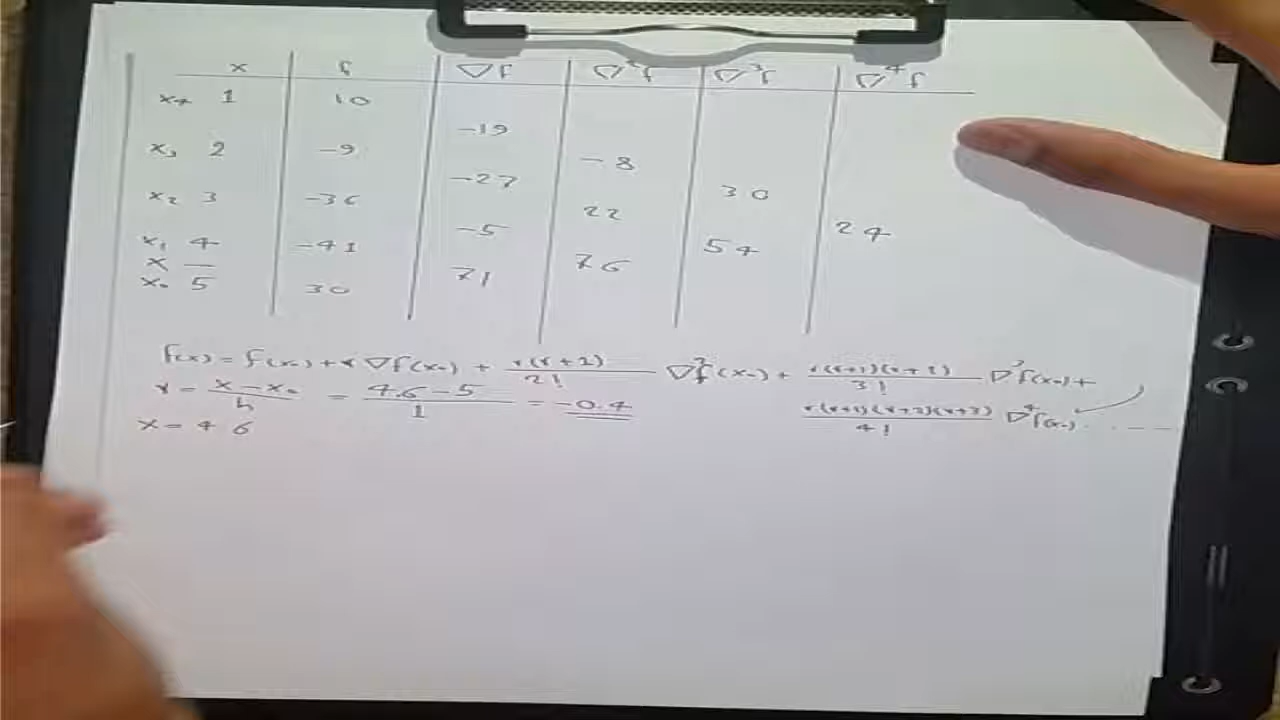 x f ∇f ∇²f ∇³f ∇⁴f
x₄ 1 10
-19
x₃ 2 -9 -8
-27 30
x₂ 3 -36 22 24
-5 54
x₁ 4 -41 76
x — 71
x₀ 5 30
f(x) = f(x₀) + r ∇f(x₀) + r(r+1)/2! ∇²f(x₀) + r(r+1)(r+2)/3! ∇³f(x₀) +
r = x-x₀/h = 4.6-5/1 = -0.4 r(r+1)(r+2)(r+3)/4! ∇⁴f(x₀) ......
x = 4.6